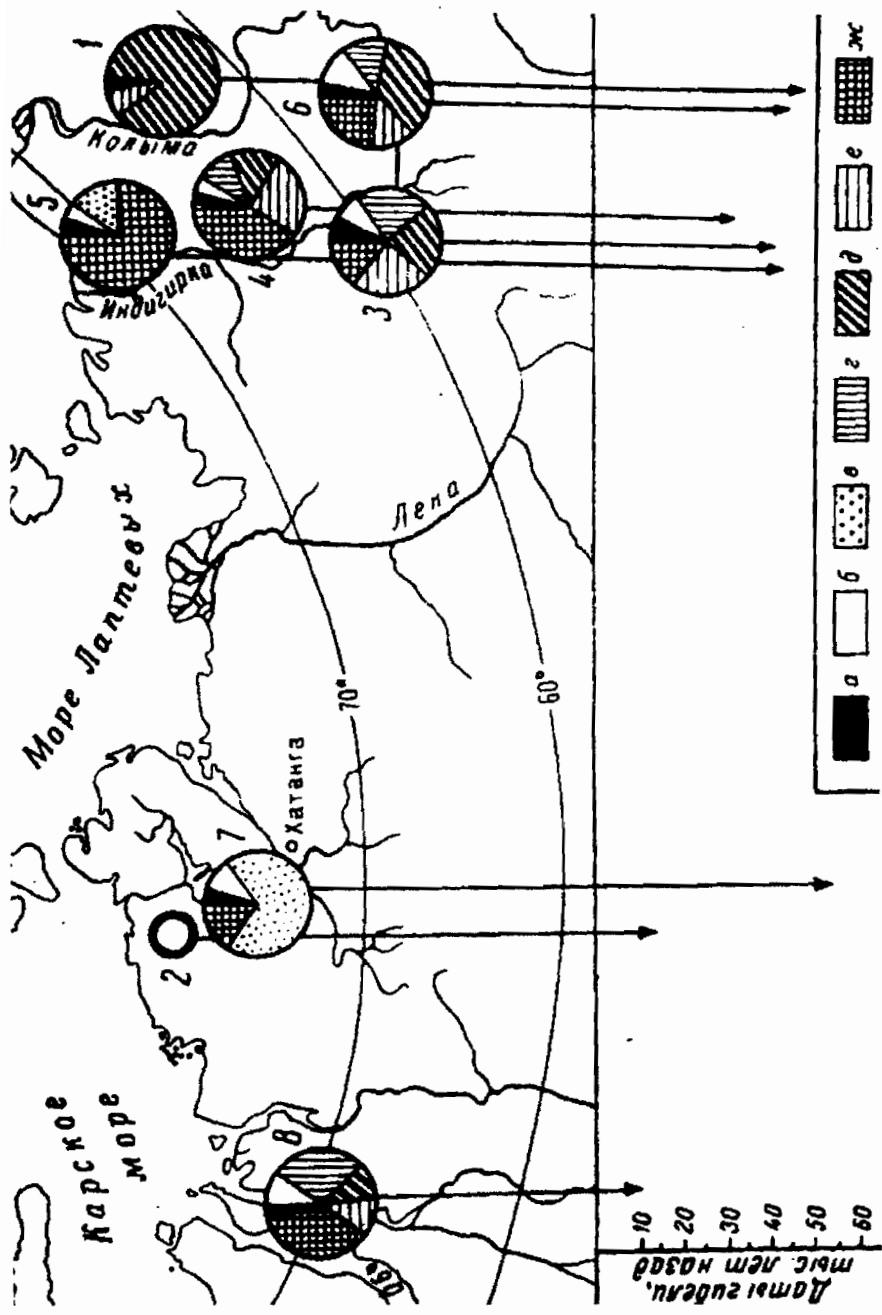 Карское
море
Море Лаптевых
Обь
Хатанга
Лена
Индигирка
Колыма
70°
60°
1
2
3
4
5
6
7
8
Даты гибели,
тыс. лет назад
10
20
30
40
50
60
а
б
в
г
д
е
ж